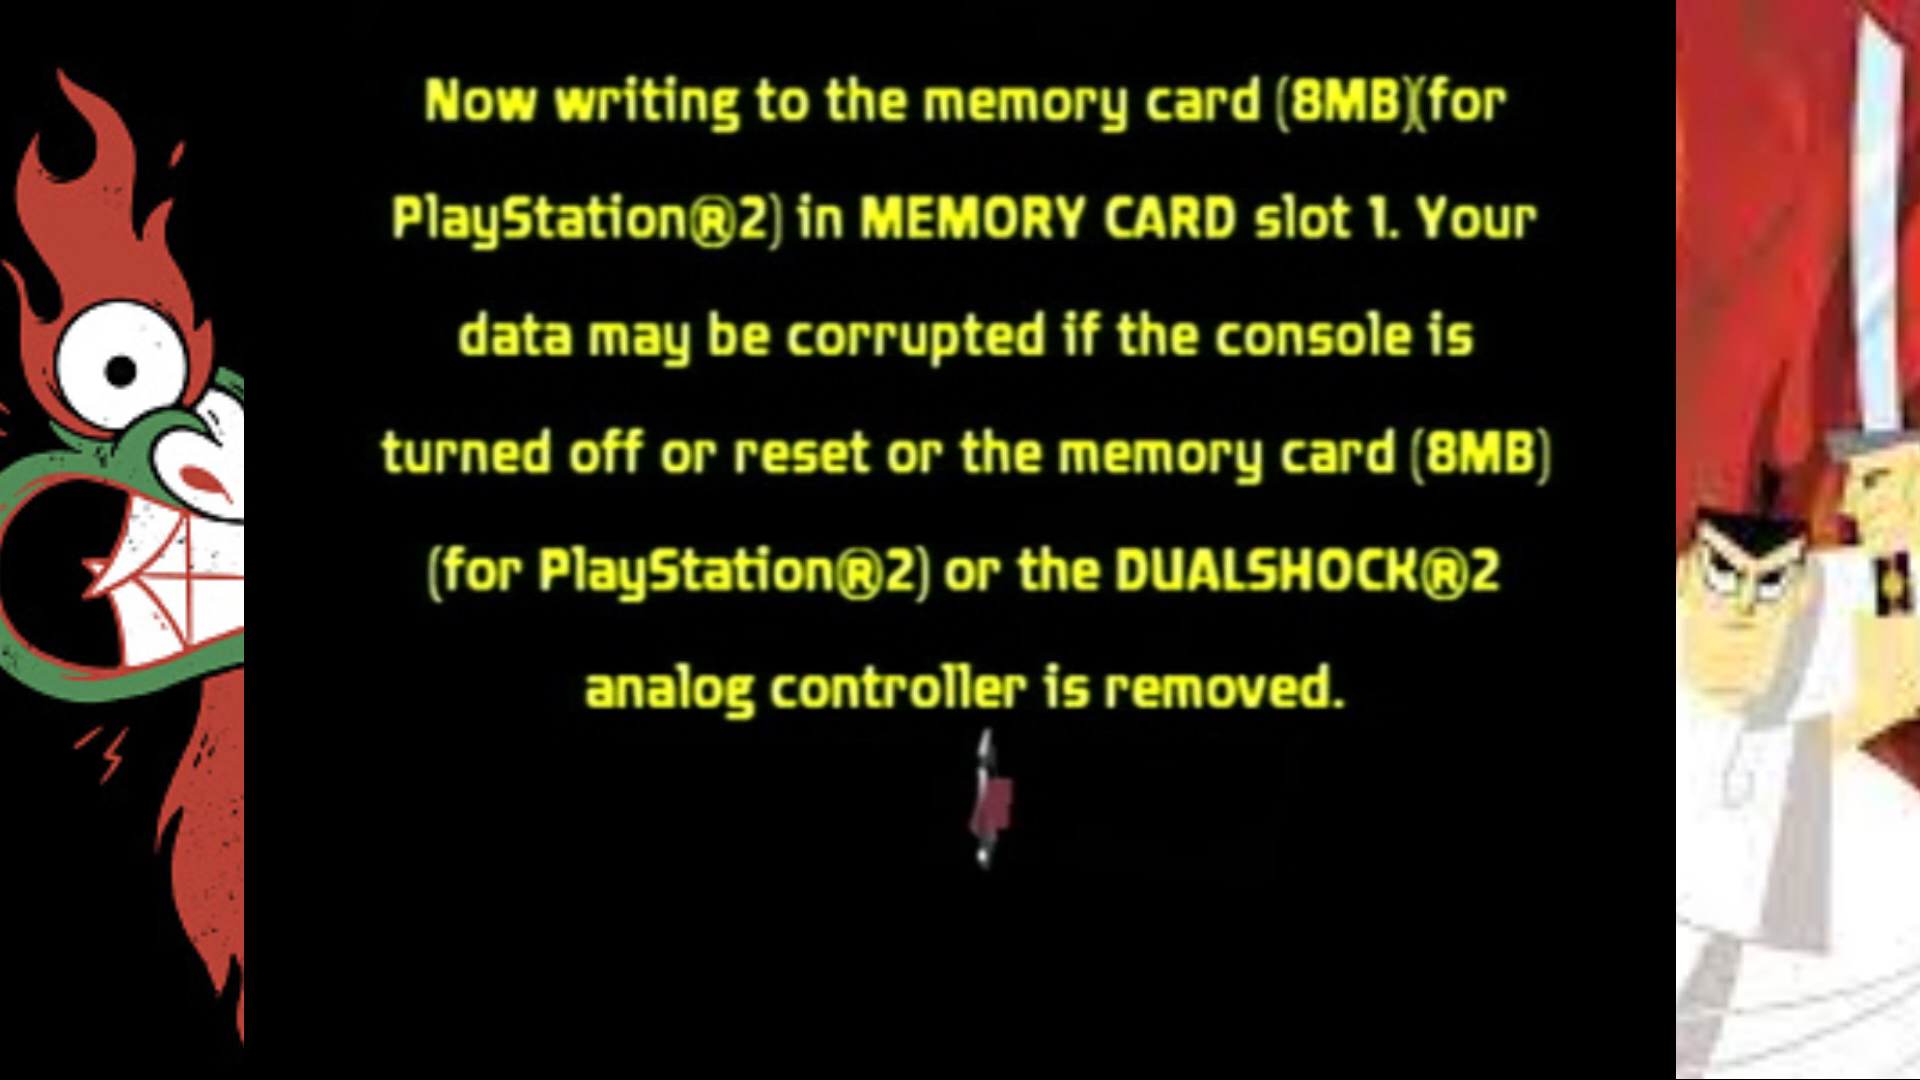 Now writing to the memory card (8MB)(for
PlayStation®2) in MEMORY CARD slot 1. Your
data may be corrupted if the console is
turned off or reset or the memory card (8MB)
(for PlayStation®2) or the DUALSHOCK®2
analog controller is removed.